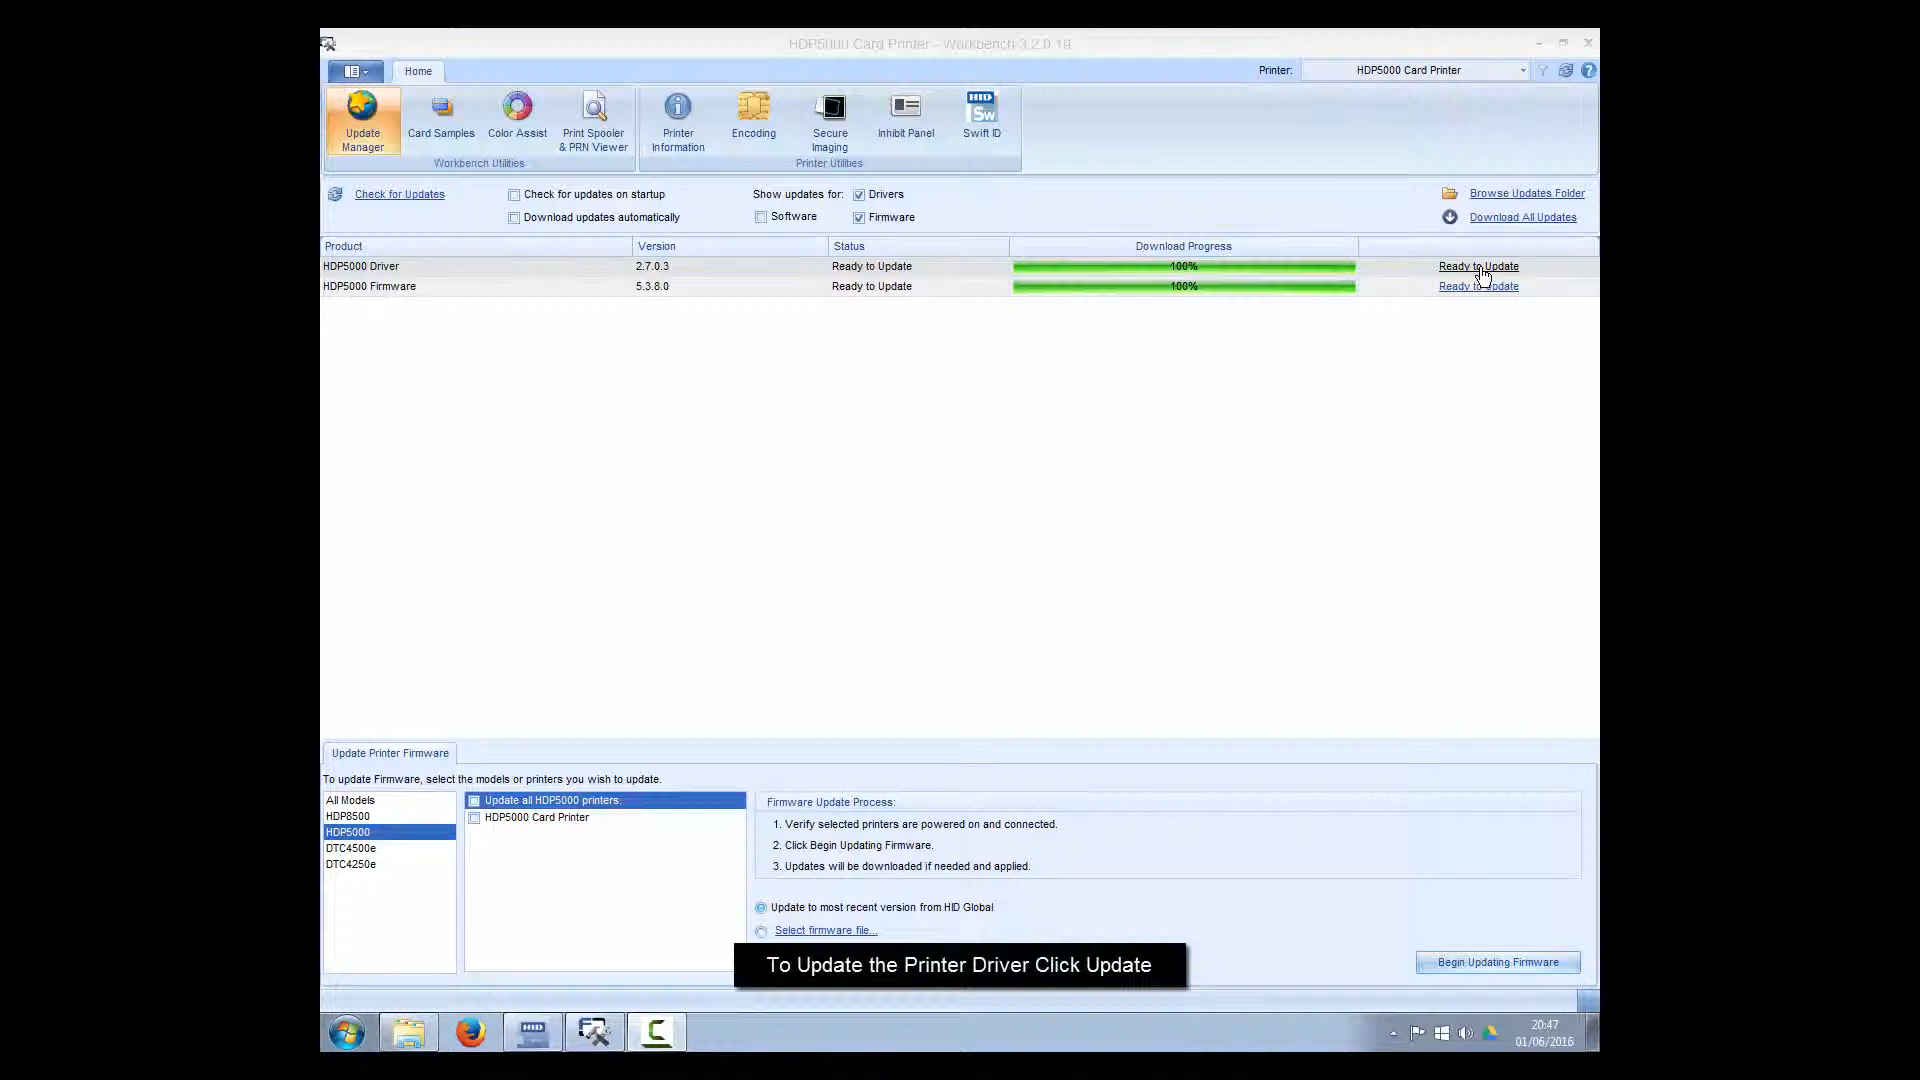 HDP5000 Card Printer - Workbench 3.2.0.18
Home
Printer: HDP5000 Card Printer
Update Manager
Card Samples
Color Assist
Print Spooler & PRN Viewer
Workbench Utilities
Printer Information
Encoding
Secure Imaging
Inhibit Panel
HID Sw
Swift ID
Printer Utilities
Check for Updates
Check for updates on startup
Show updates for: Drivers
Browse Updates Folder
Download updates automatically
Software
Firmware
Download All Updates
Product Version Status Download Progress
HDP5000 Driver 2.7.0.3 Ready to Update 100% Ready to Update
HDP5000 Firmware 5.3.8.0 Ready to Update 100% Ready to Update
Update Printer Firmware
To update Firmware, select the models or printers you wish to update.
All Models
HDP8500
HDP5000
DTC4500e
DTC4250e
Update all HDP5000 printers.
HDP5000 Card Printer
Firmware Update Process:
1. Verify selected printers are powered on and connected.
2. Click Begin Updating Firmware.
3. Updates will be downloaded if needed and applied.
Update to most recent version from HID Global
Select firmware file...
Begin Updating Firmware
To Update the Printer Driver Click Update
HID
20:47
01/06/2016